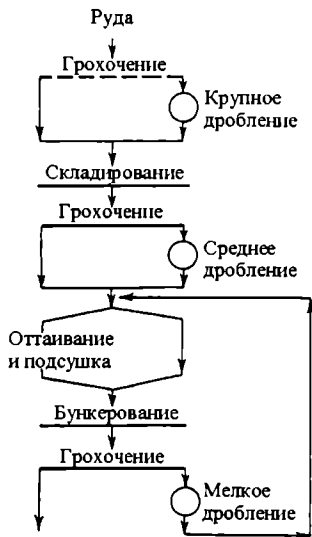 Руда
Грохочение
Крупное
дробление
Складирование
Грохочение
Среднее
дробление
Оттаивание
и подсушка
Бункерование
Грохочение
Мелкое
дробление